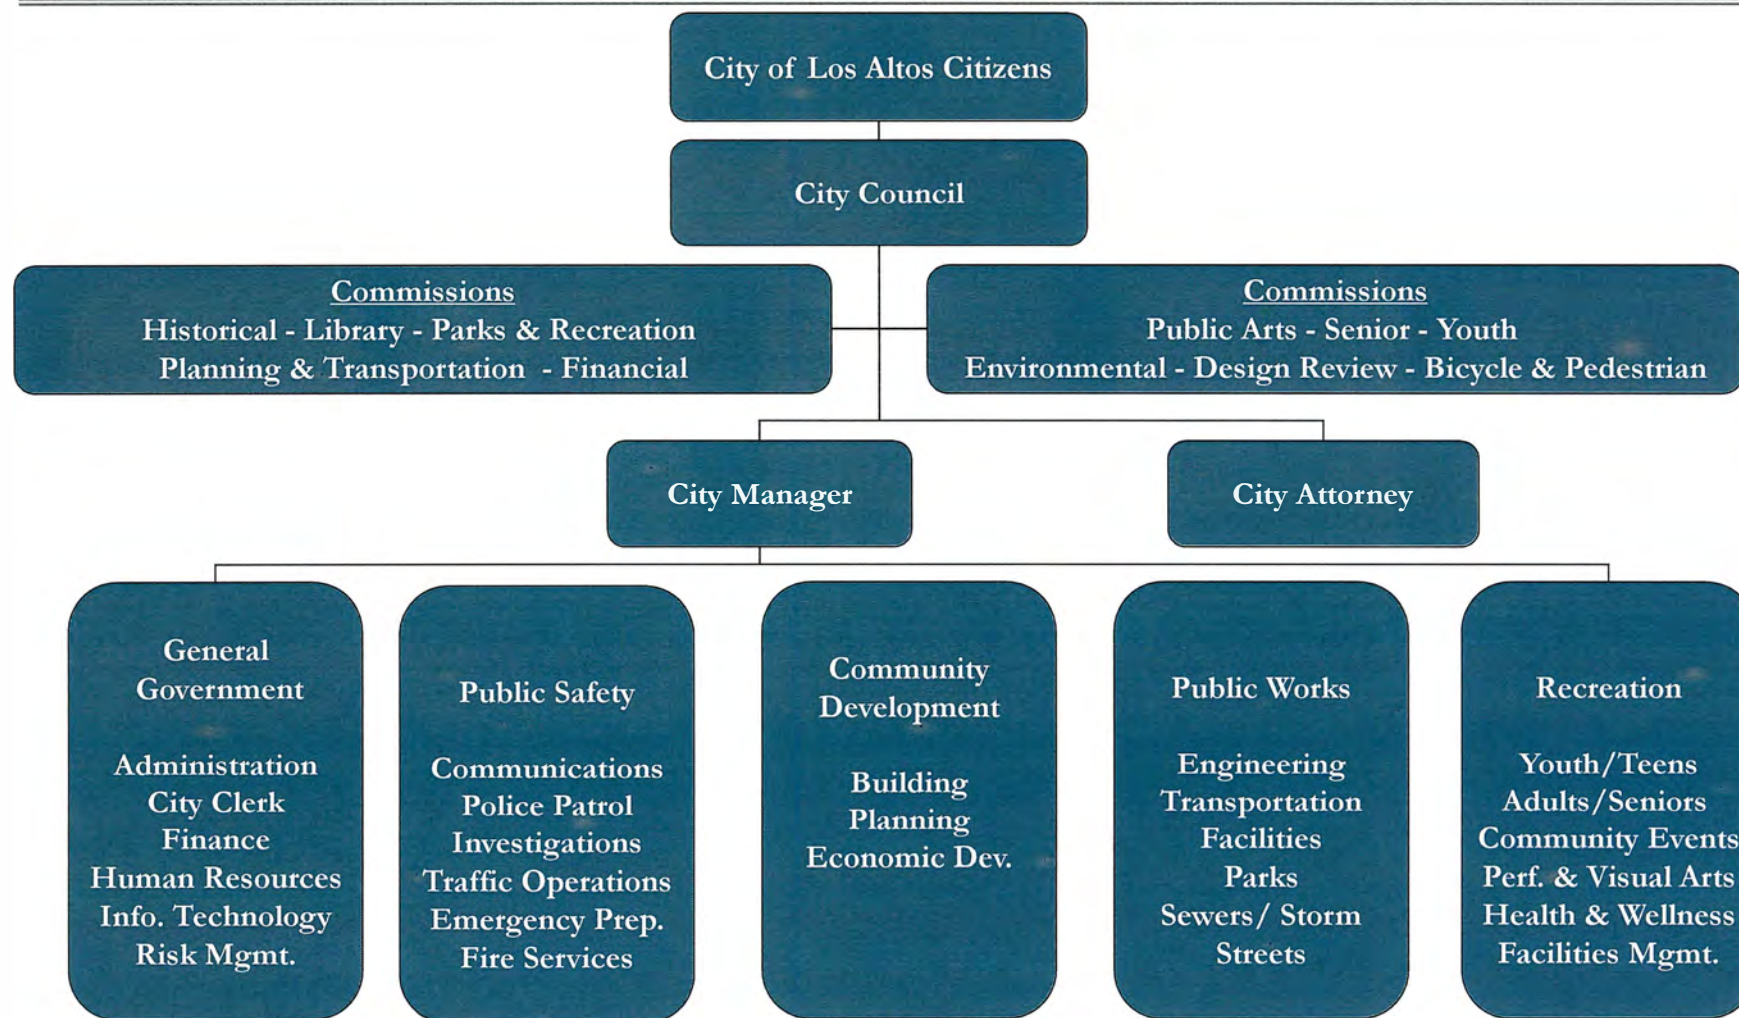 City of Los Altos Citizens
City Council
Commissions
Historical - Library - Parks & Recreation
Planning & Transportation - Financial
Commissions
Public Arts - Senior - Youth
Environmental - Design Review - Bicycle & Pedestrian
City Manager
City Attorney
General
Government
Administration
City Clerk
Finance
Human Resources
Info. Technology
Risk Mgmt.
Public Safety
Communications
Police Patrol
Investigations
Traffic Operations
Emergency Prep.
Fire Services
Community
Development
Building
Planning
Economic Dev.
Public Works
Engineering
Transportation
Facilities
Parks
Sewers/ Storm
Streets
Recreation
Youth/Teens
Adults/Seniors
Community Events
Perf. & Visual Arts
Health & Wellness
Facilities Mgmt.